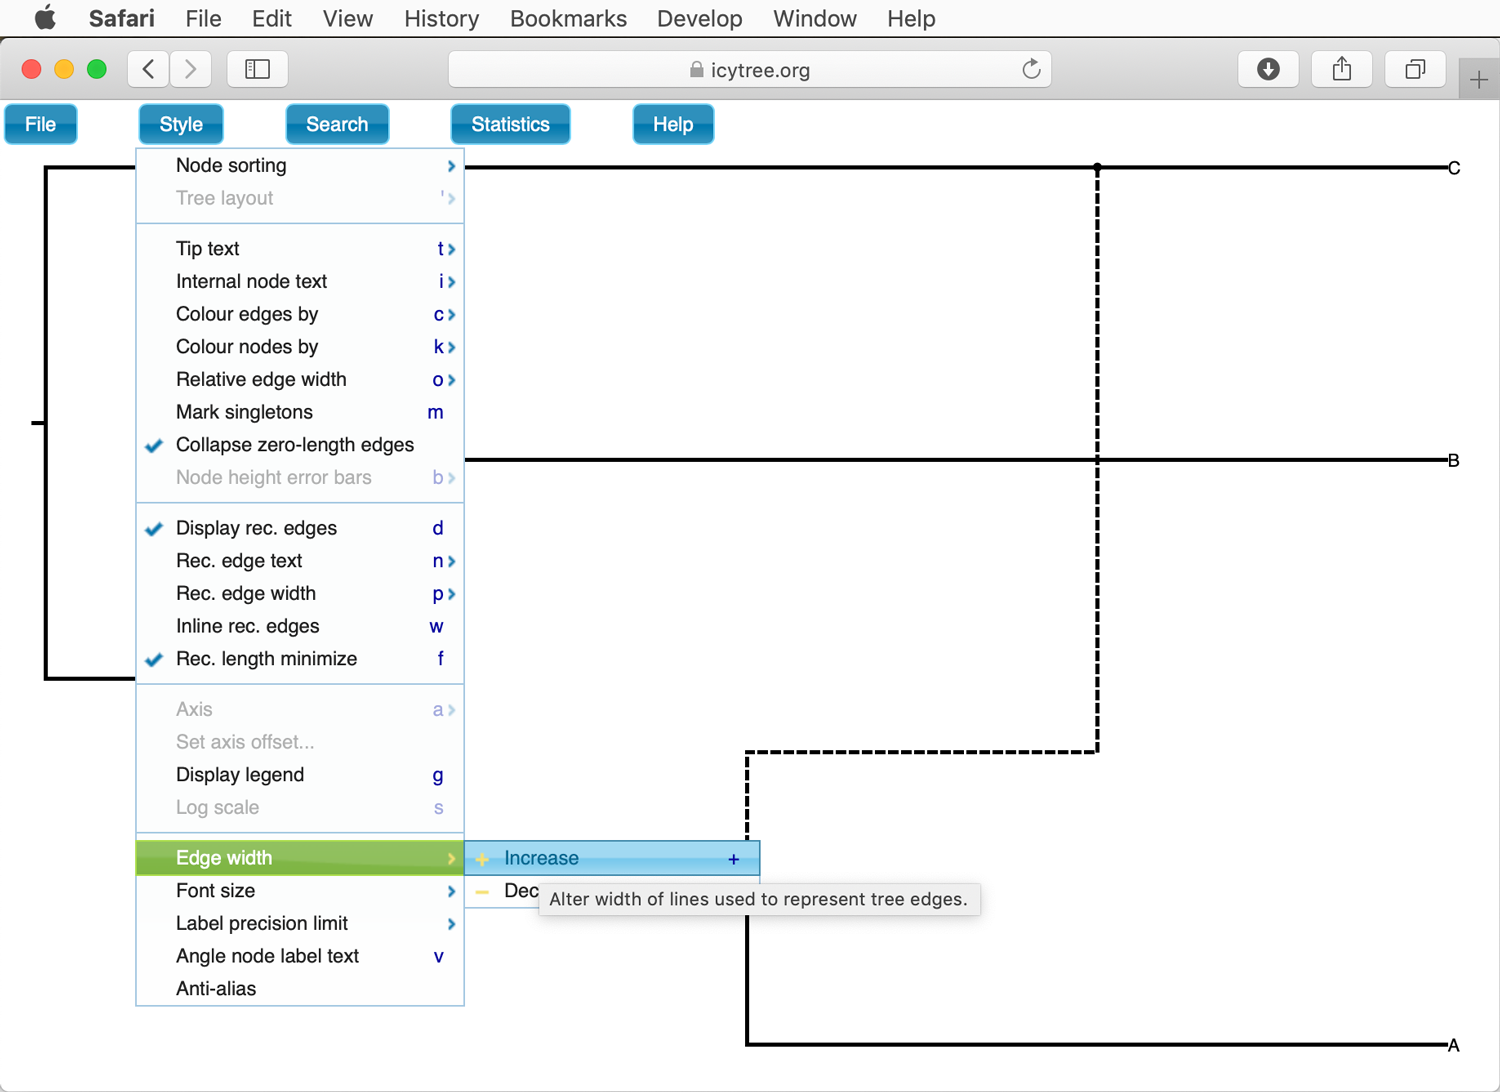 Safari File Edit View History Bookmarks Develop Window Help
icytree.org
File Style Search Statistics Help
Node sorting
Tree layout '
Tip text t
Internal node text i
Colour edges by c
Colour nodes by k
Relative edge width o
Mark singletons m
Collapse zero-length edges
Node height error bars b
Display rec. edges d
Rec. edge text n
Rec. edge width p
Inline rec. edges w
Rec. length minimize f
Axis a
Set axis offset...
Display legend g
Log scale s
Edge width
Increase +
Font size
Dec
Alter width of lines used to represent tree edges.
Label precision limit
Angle node label text v
Anti-alias
C
B
A